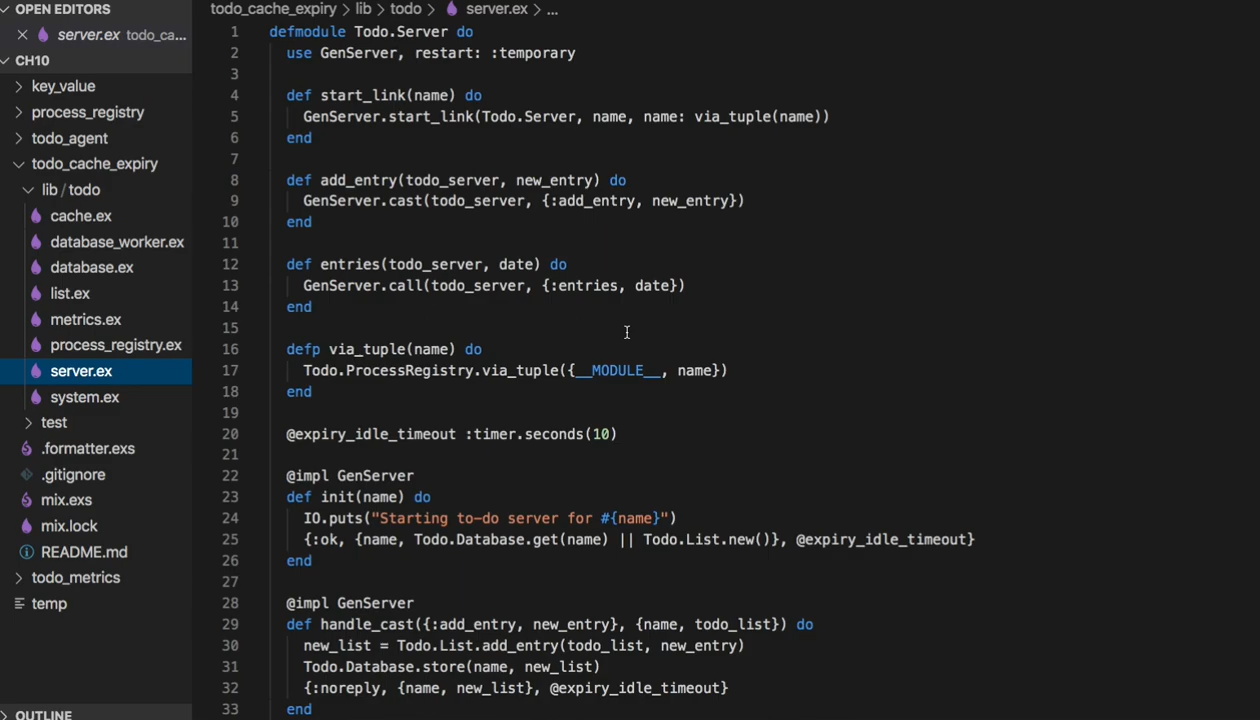 OPEN EDITORS
server.ex todo_ca...
CH10
key_value
process_registry
todo_agent
todo_cache_expiry
lib / todo
cache.ex
database_worker.ex
database.ex
list.ex
metrics.ex
process_registry.ex
server.ex
system.ex
test
.formatter.exs
.gitignore
mix.exs
mix.lock
README.md
todo_metrics
temp
OUTLINE
todo_cache_expiry > lib > todo > server.ex > ...
1 defmodule Todo.Server do
2 use GenServer, restart: :temporary
3
4 def start_link(name) do
5 GenServer.start_link(Todo.Server, name, name: via_tuple(name))
6 end
7
8 def add_entry(todo_server, new_entry) do
9 GenServer.cast(todo_server, {:add_entry, new_entry})
10 end
11
12 def entries(todo_server, date) do
13 GenServer.call(todo_server, {:entries, date})
14 end
15
16 defp via_tuple(name) do
17 Todo.ProcessRegistry.via_tuple({__MODULE__, name})
18 end
19
20 @expiry_idle_timeout :timer.seconds(10)
21
22 @impl GenServer
23 def init(name) do
24 IO.puts("Starting to-do server for #{name}")
25 {:ok, {name, Todo.Database.get(name) || Todo.List.new()}, @expiry_idle_timeout}
26 end
27
28 @impl GenServer
29 def handle_cast({:add_entry, new_entry}, {name, todo_list}) do
30 new_list = Todo.List.add_entry(todo_list, new_entry)
31 Todo.Database.store(name, new_list)
32 {:noreply, {name, new_list}, @expiry_idle_timeout}
33 end